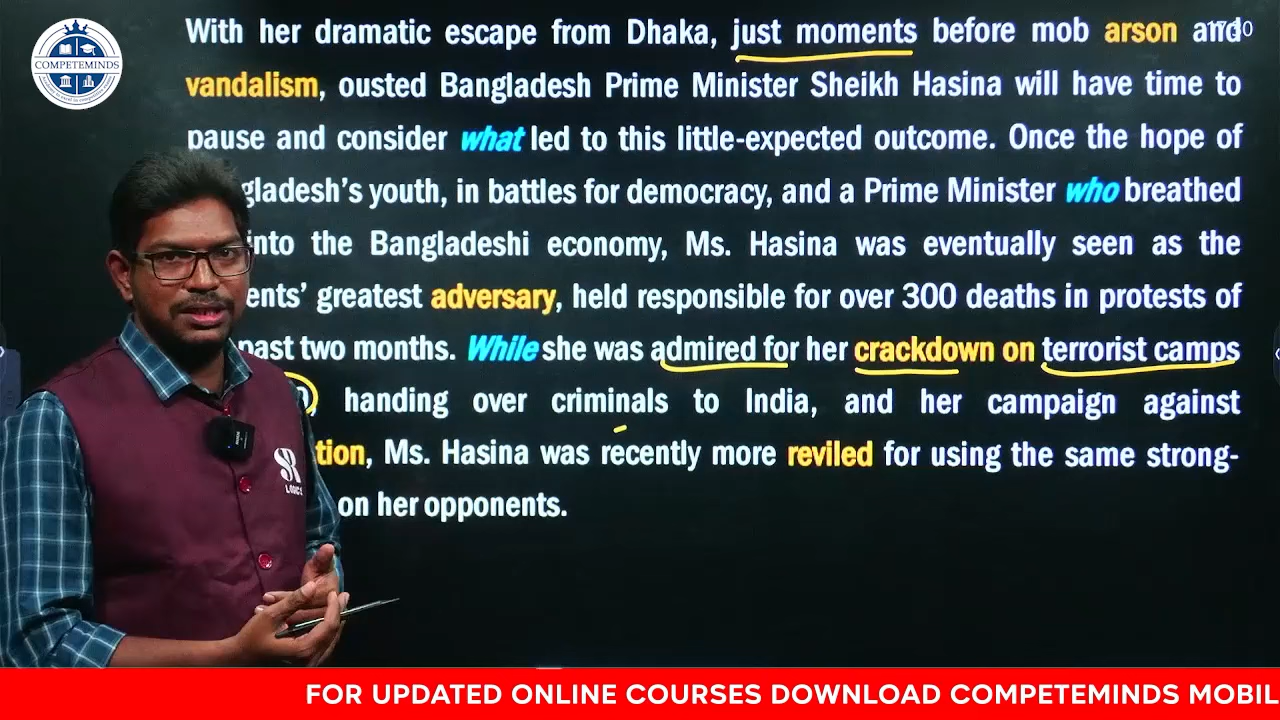 COMPETEMINDS
17:30
With her dramatic escape from Dhaka, just moments before mob arson and
vandalism, ousted Bangladesh Prime Minister Sheikh Hasina will have time to
pause and consider what led to this little-expected outcome. Once the hope of
gladesh's youth, in battles for democracy, and a Prime Minister who breathed
into the Bangladeshi economy, Ms. Hasina was eventually seen as the
ents' greatest adversary, held responsible for over 300 deaths in protests of
past two months. While she was admired for her crackdown on terrorist camps
handing over criminals to India, and her campaign against
tion, Ms. Hasina was recently more reviled for using the same strong-
on her opponents.
SR
FOR UPDATED ONLINE COURSES DOWNLOAD COMPETEMINDS MOBIL